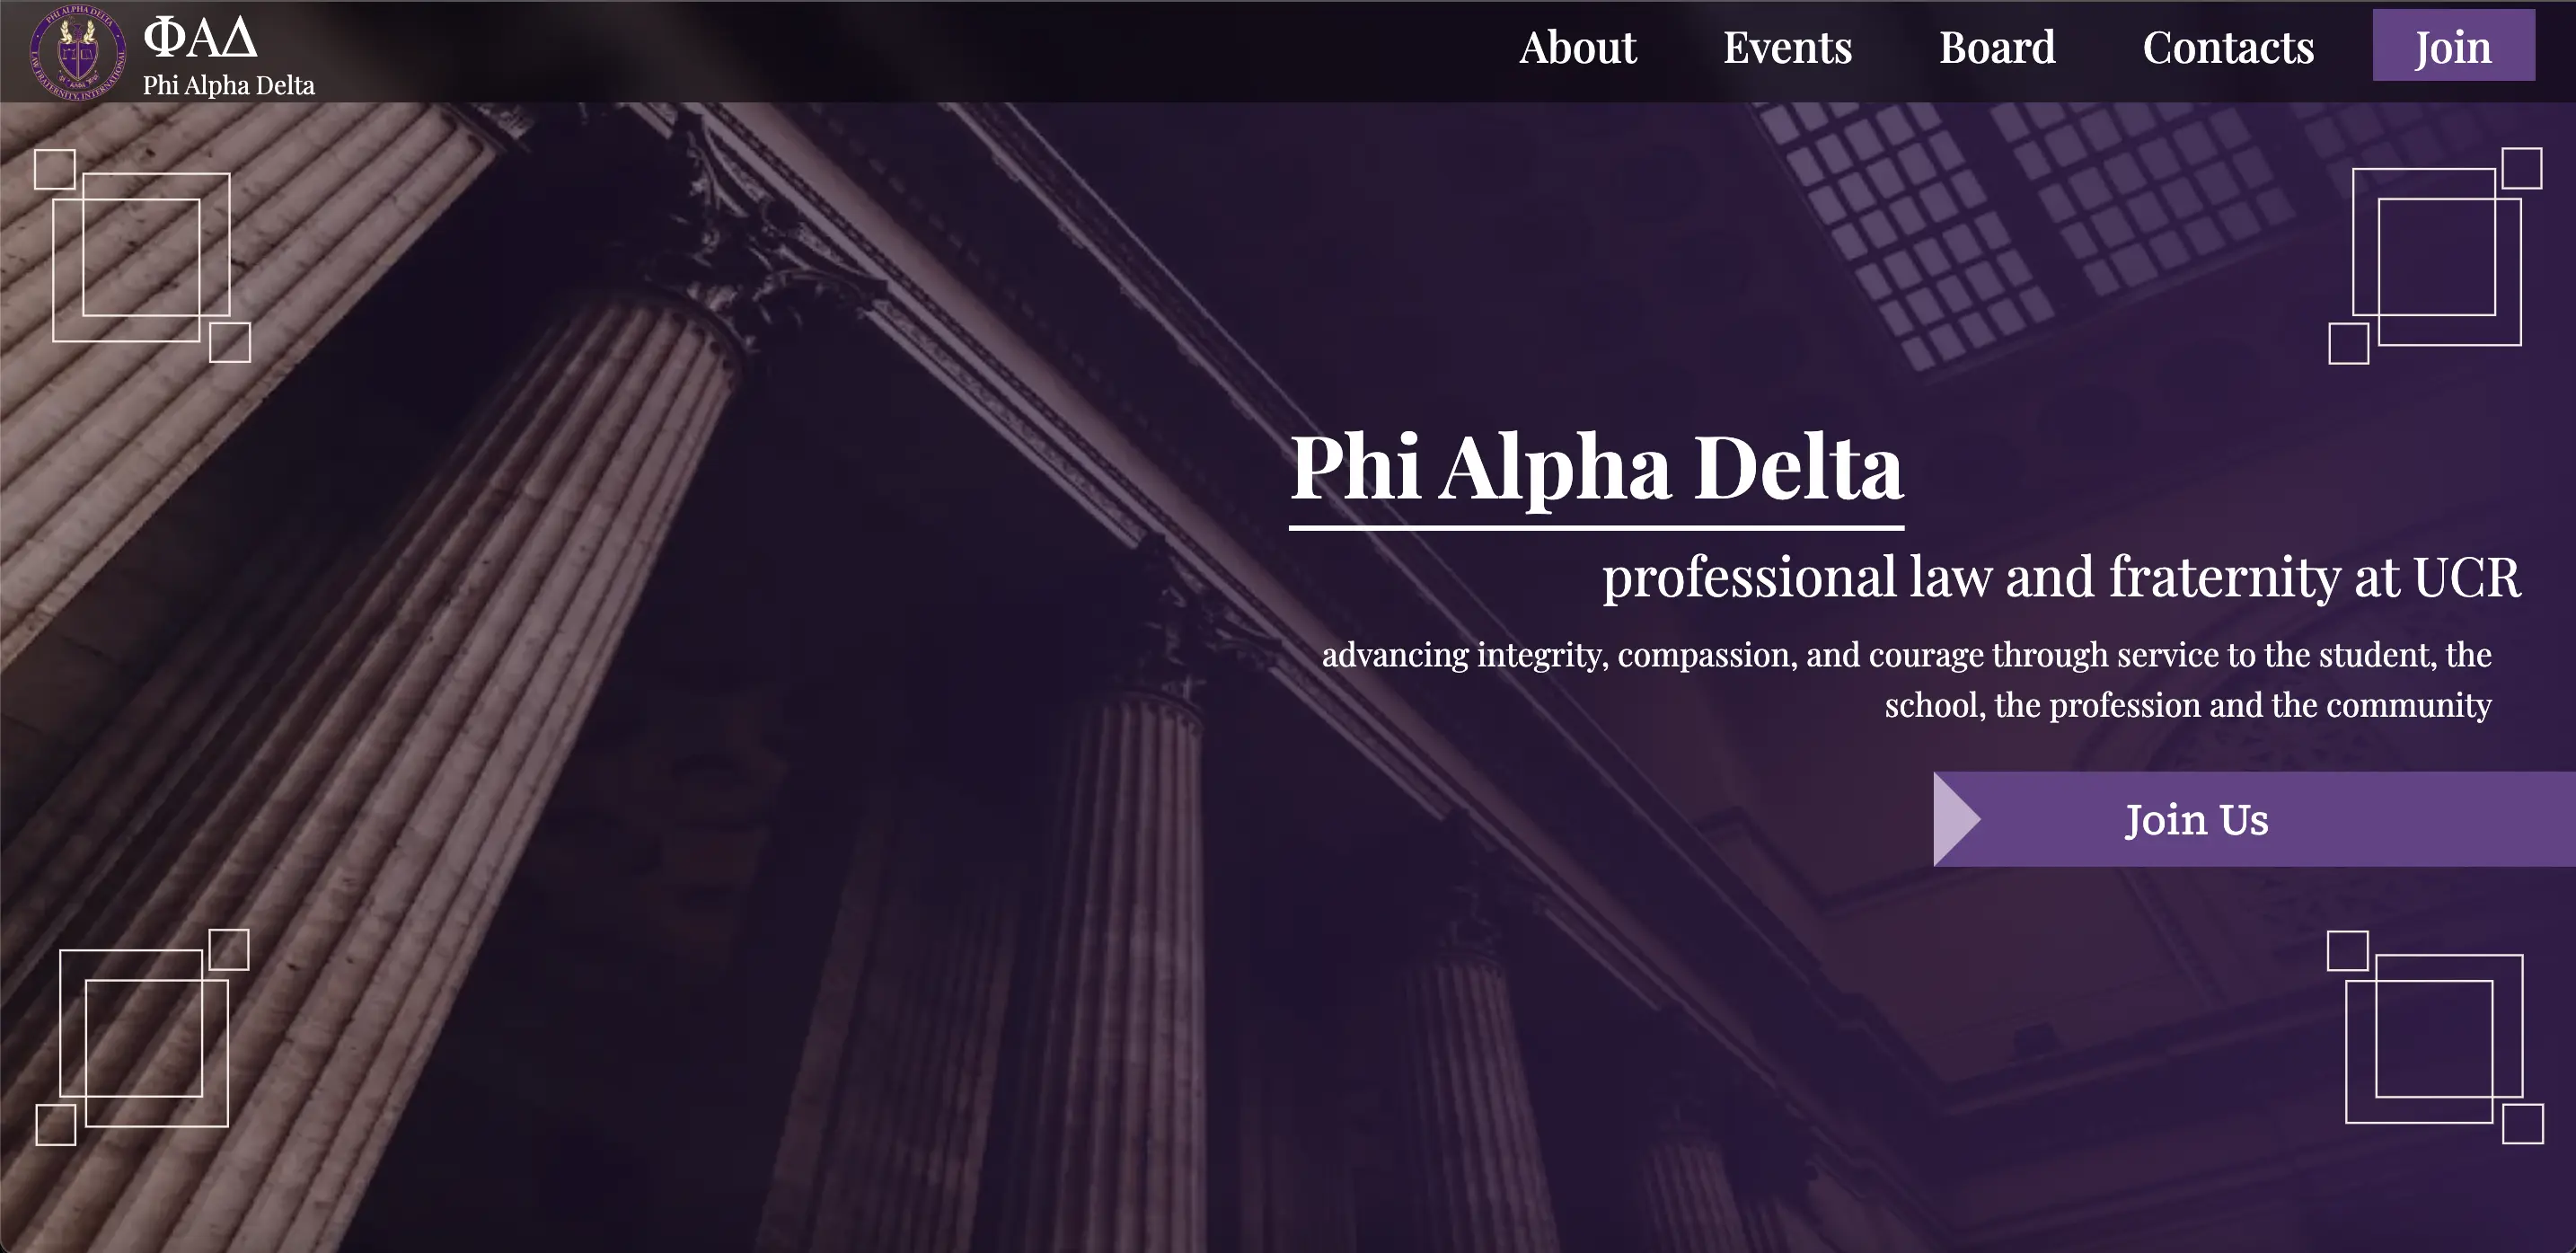 PHI ALPHA DELTA
LAW FRATERNITY, INTERNATIONAL
ΦΑΔ
Phi Alpha Delta
About
Events
Board
Contacts
Join
Phi Alpha Delta
professional law and fraternity at UCR
advancing integrity, compassion, and courage through service to the student, the
school, the profession and the community
Join Us